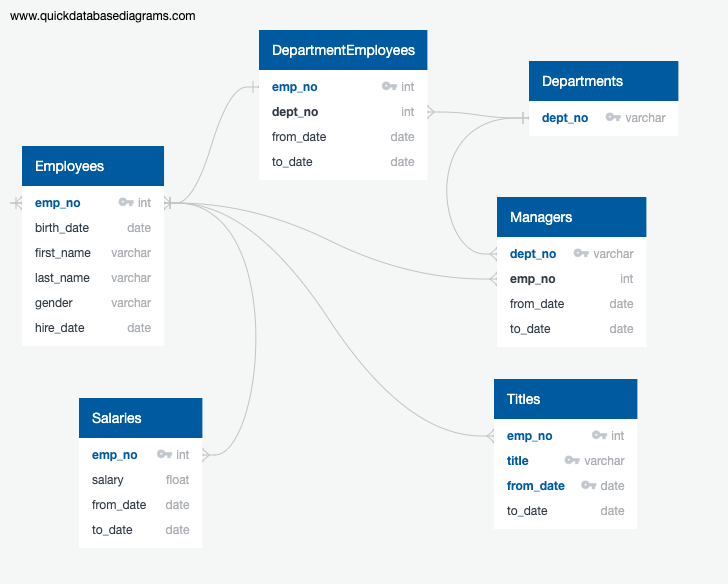 www.quickdatabasediagrams.com
DepartmentEmployees
emp_no int
dept_no int
from_date date
to_date date
Departments
dept_no varchar
Employees
emp_no int
birth_date date
first_name varchar
last_name varchar
gender varchar
hire_date date
Managers
dept_no varchar
emp_no int
from_date date
to_date date
Salaries
emp_no int
salary float
from_date date
to_date date
Titles
emp_no int
title varchar
from_date date
to_date date